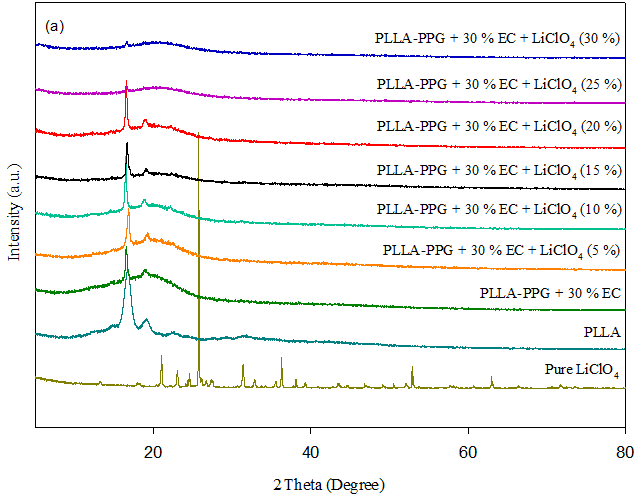 (a)
PLLA-PPG + 30 % EC + LiClO₄ (30 %)
PLLA-PPG + 30 % EC + LiClO₄ (25 %)
PLLA-PPG + 30 % EC + LiClO₄ (20 %)
PLLA-PPG + 30 % EC + LiClO₄ (15 %)
PLLA-PPG + 30 % EC + LiClO₄ (10 %)
PLLA-PPG + 30 % EC + LiClO₄ (5 %)
PLLA-PPG + 30 % EC
PLLA
Pure LiClO₄
Intensity (a.u.)
20 40 60 80
2 Theta (Degree)